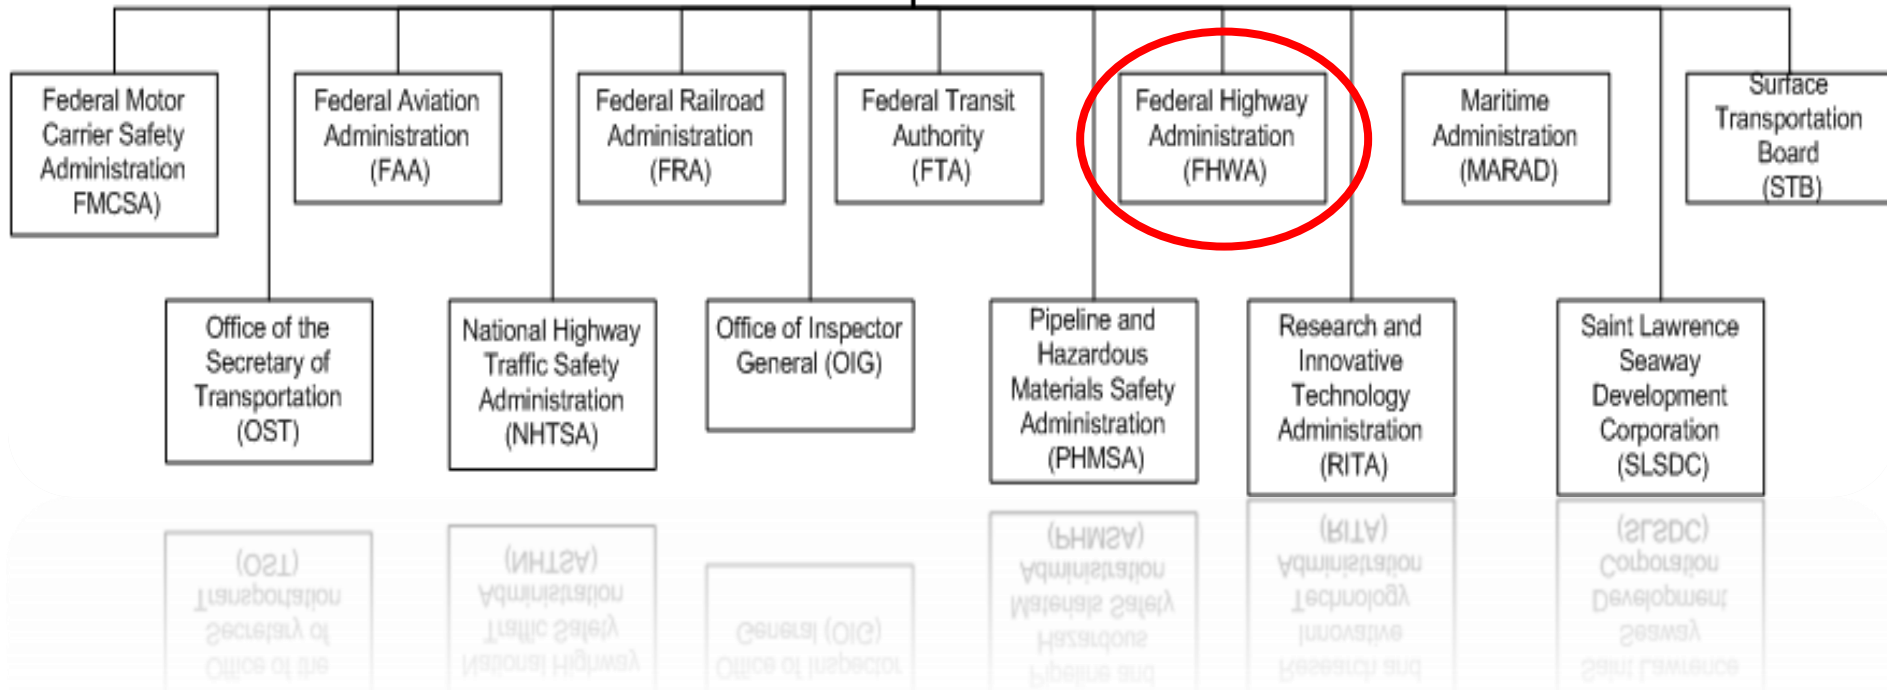 Federal Motor
Carrier Safety
Administration
FMCSA)
Federal Aviation
Administration
(FAA)
Federal Railroad
Administration
(FRA)
Federal Transit
Authority
(FTA)
Federal Highway
Administration
(FHWA)
Maritime
Administration
(MARAD)
Surface
Transportation
Board
(STB)
Office of the
Secretary of
Transportation
(OST)
National Highway
Traffic Safety
Administration
(NHTSA)
Office of Inspector
General (OIG)
Pipeline and
Hazardous
Materials Safety
Administration
(PHMSA)
Research and
Innovative
Technology
Administration
(RITA)
Saint Lawrence
Seaway
Development
Corporation
(SLSDC)